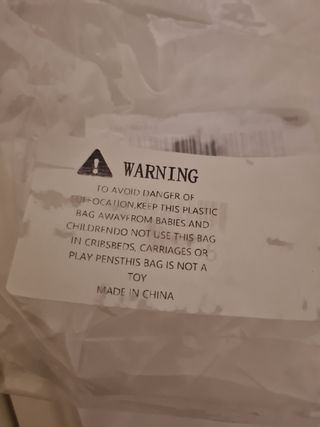 WARNING
TO AVOID DANGER OF
SUFFOCATION,KEEP THIS PLASTIC
BAG AWAYFROM BABIES AND
CHILDRENDO NOT USE THIS BAG
IN CRIPSBEDS, CARRIAGES OR
PLAY PENSTHIS BAG IS NOT A
TOY
MADE IN CHINA